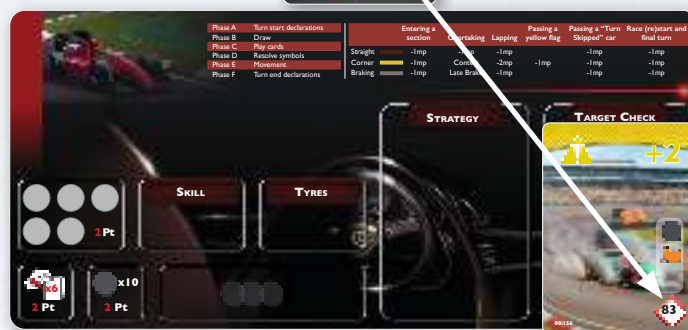 Phase A Turn start declarations
Phase B Draw
Phase C Play cards
Phase D Resolve symbols
Phase E Movement
Phase F Turn end declarations
Entering a section Overtaking Lapping Passing a yellow flag Passing a "Turn Skipped" car Race (re)start and final turn
Straight -1mp -1mp -1mp -1mp
Corner -1mp -2mp -1mp -1mp -1mp
Braking -1mp Late Brak -1mp -1mp -1mp
STRATEGY
TARGET CHECK
+2
SKILL
TYRES
2 Pt
x6
2 Pt
x10
2 Pt
83
00:156